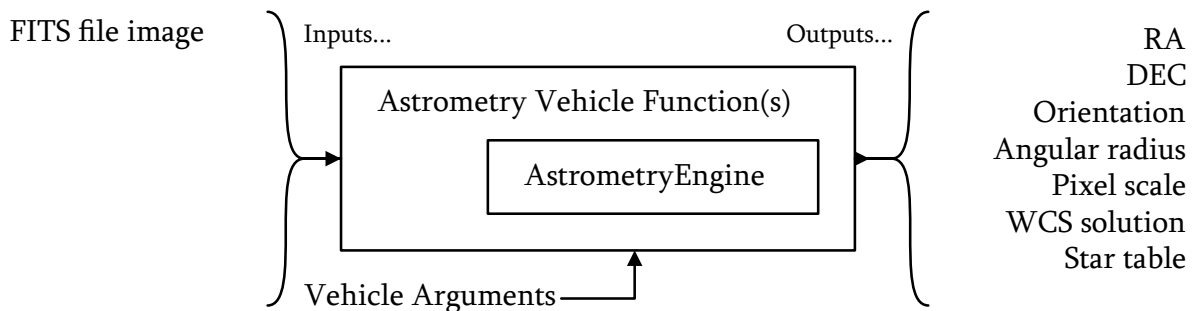 FITS file image
Inputs...
Outputs...
Astrometry Vehicle Function(s)
AstrometryEngine
Vehicle Arguments
RA
DEC
Orientation
Angular radius
Pixel scale
WCS solution
Star table